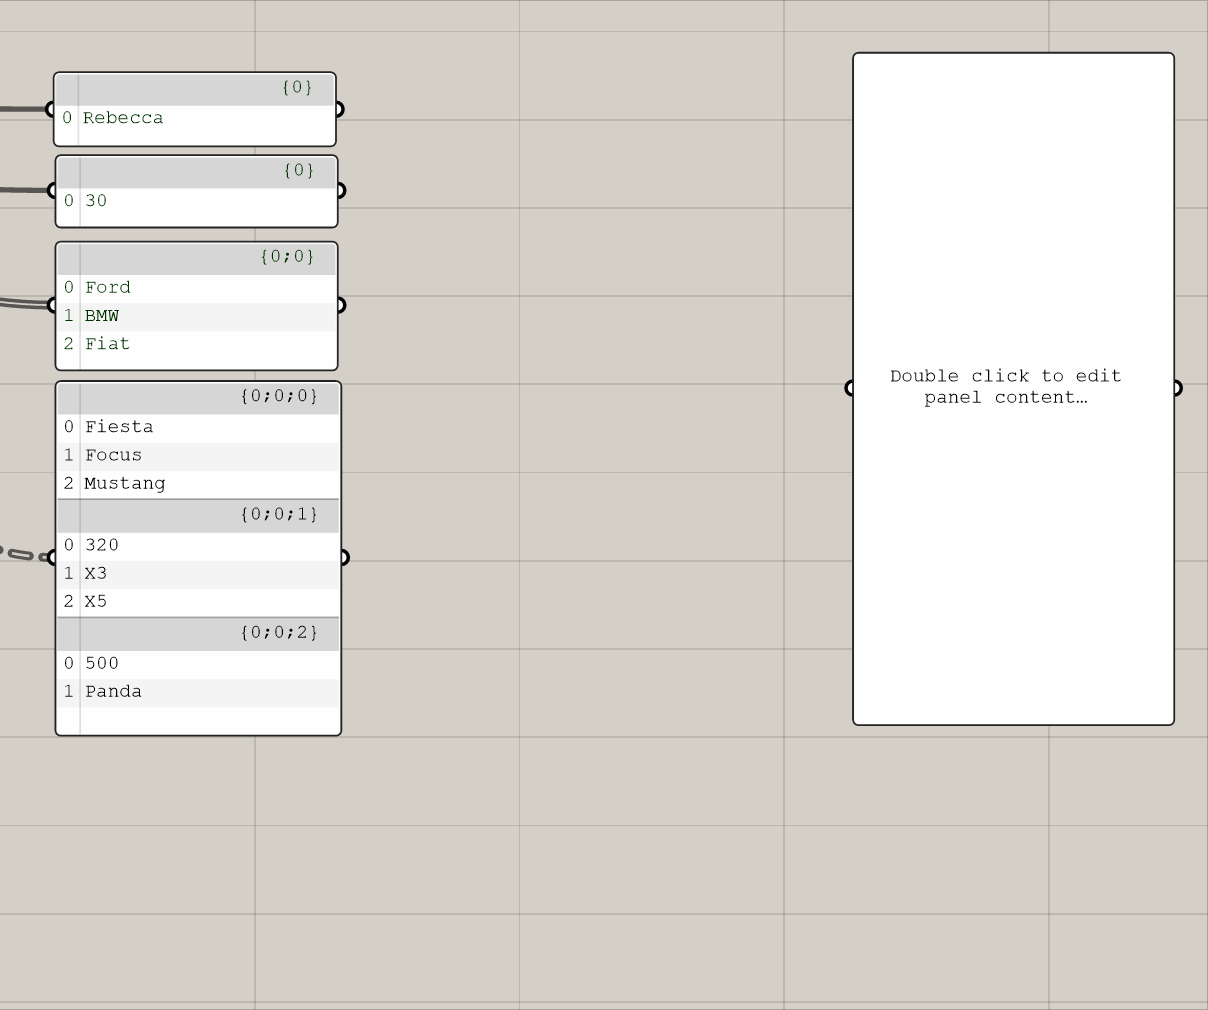 {0}
0 Rebecca
{0}
0 30
{0;0}
0 Ford
1 BMW
2 Fiat
{0;0;0}
0 Fiesta
1 Focus
2 Mustang
{0;0;1}
0 320
1 X3
2 X5
{0;0;2}
0 500
1 Panda
Double click to edit
panel content…